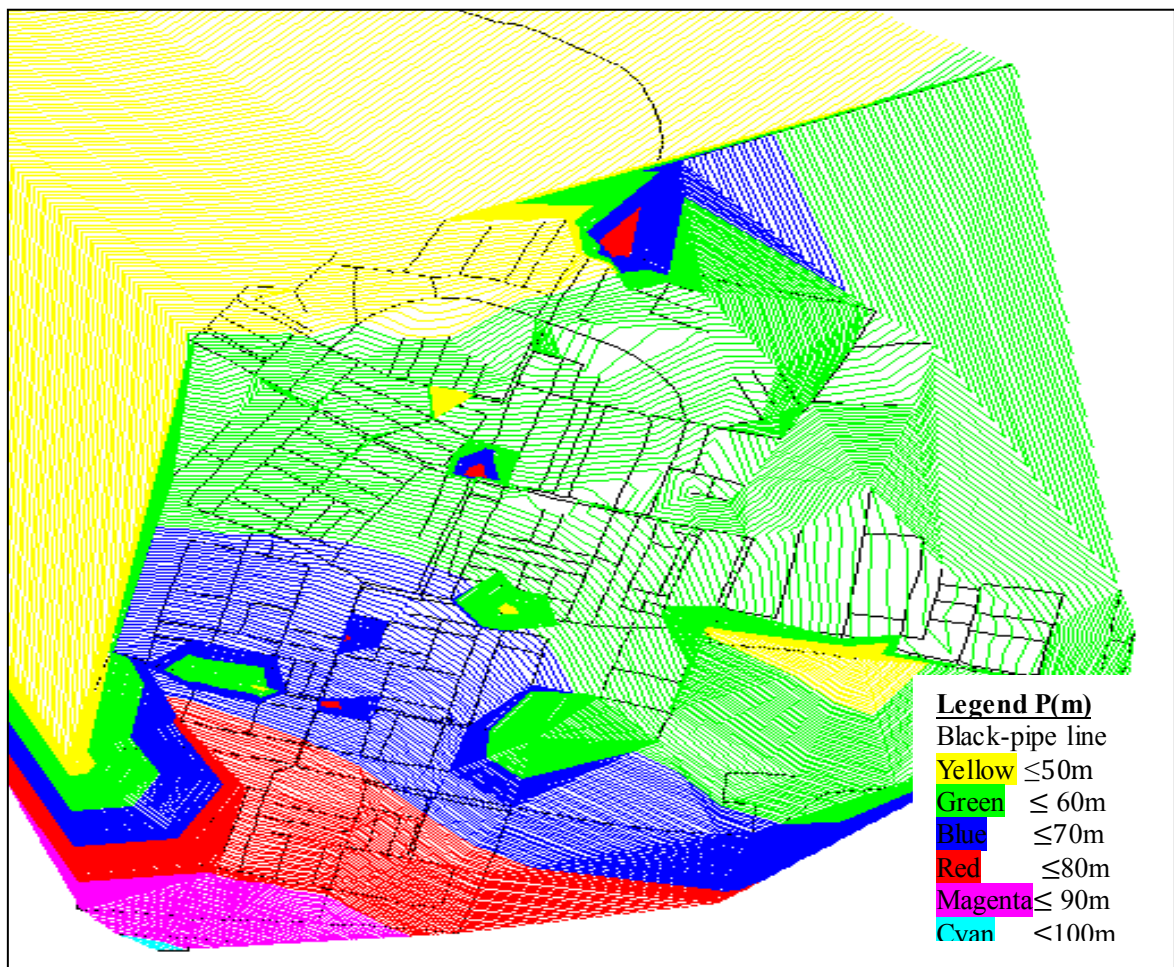 Legend P(m)
Black-pipe line
Yellow ≤50m
Green ≤ 60m
Blue ≤70m
Red ≤80m
Magenta≤ 90m
Cyan ≤100m